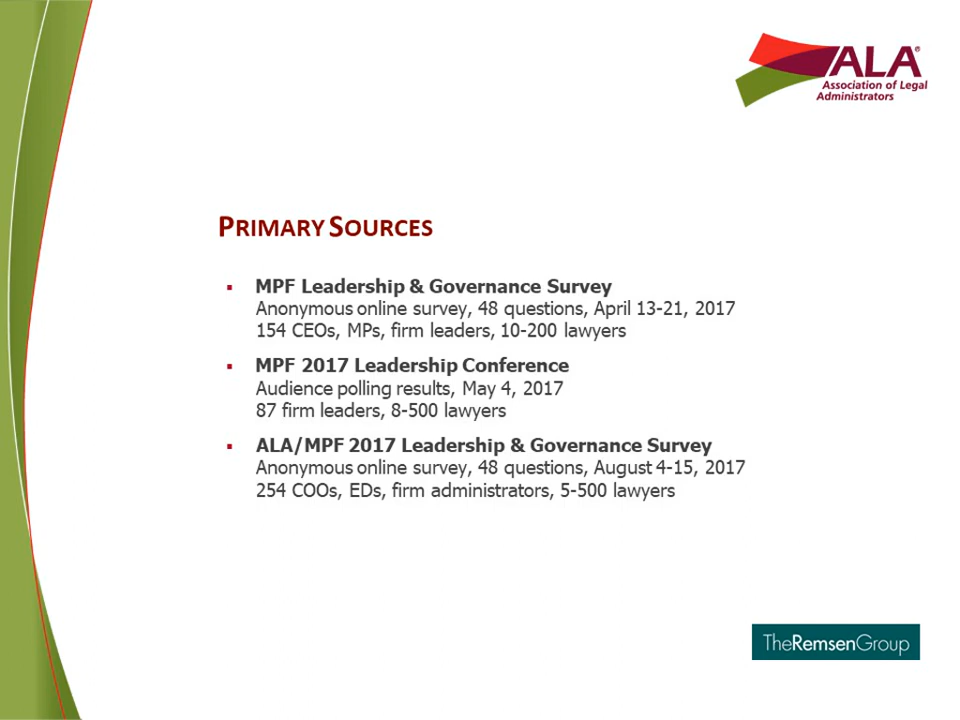 ALA®
Association of Legal
Administrators
PRIMARY SOURCES
▪ MPF Leadership & Governance Survey
Anonymous online survey, 48 questions, April 13-21, 2017
154 CEOs, MPs, firm leaders, 10-200 lawyers
▪ MPF 2017 Leadership Conference
Audience polling results, May 4, 2017
87 firm leaders, 8-500 lawyers
▪ ALA/MPF 2017 Leadership & Governance Survey
Anonymous online survey, 48 questions, August 4-15, 2017
254 COOs, EDs, firm administrators, 5-500 lawyers
TheRemsenGroup